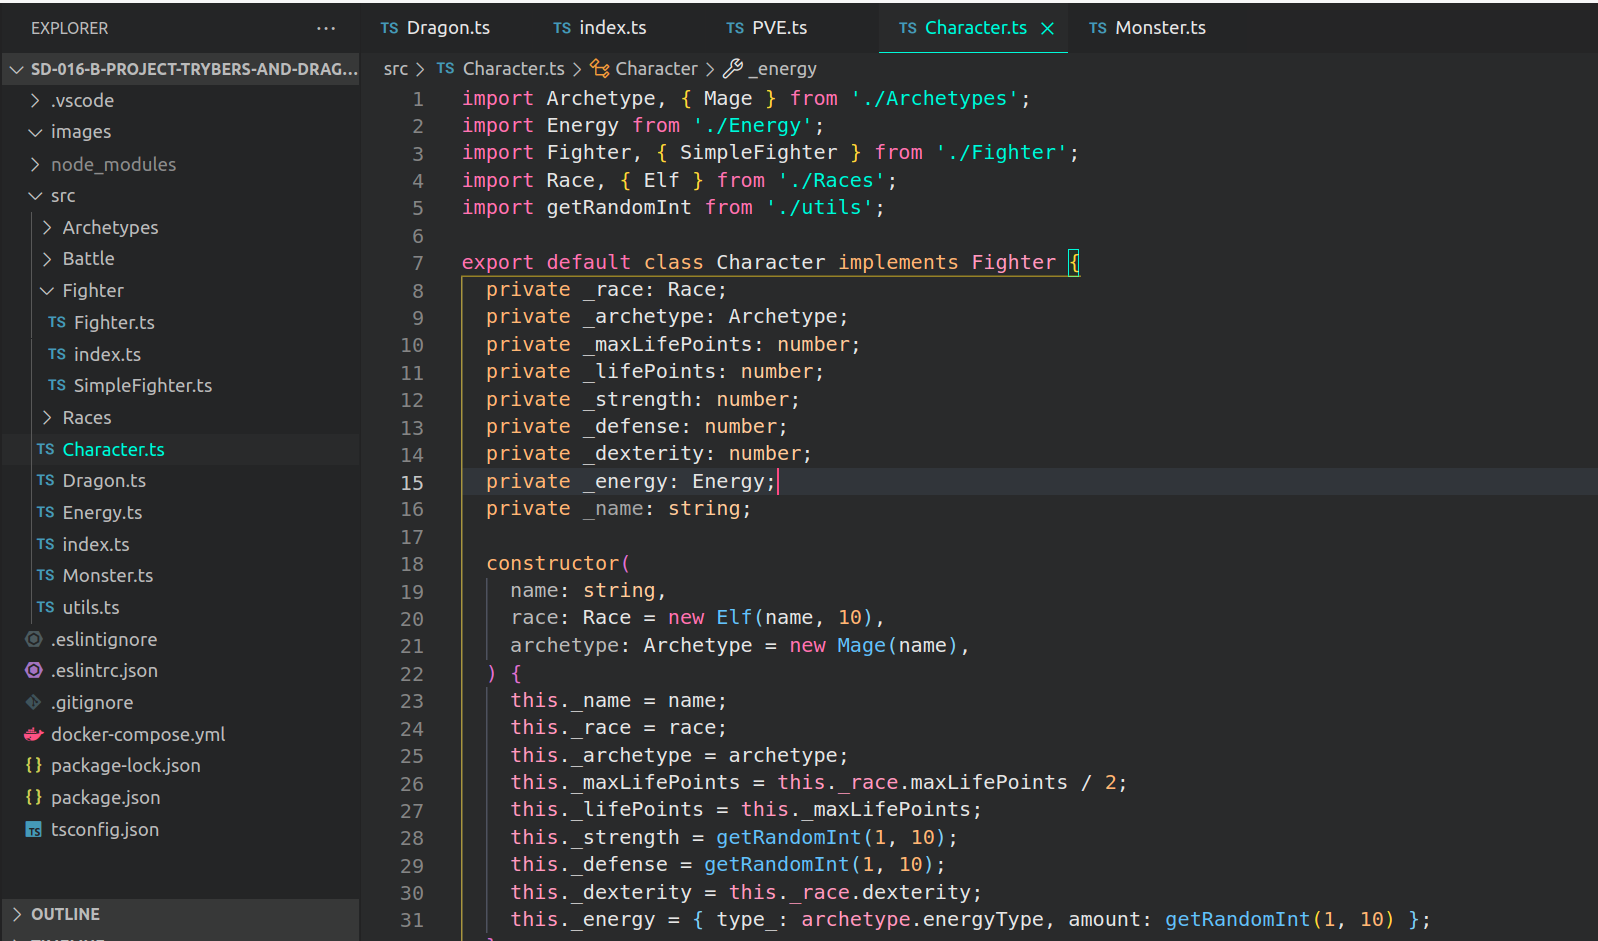 EXPLORER ...
SD-016-B-PROJECT-TRYBERS-AND-DRAG...
.vscode
images
node_modules
src
Archetypes
Battle
Fighter
TS Fighter.ts
TS index.ts
TS SimpleFighter.ts
Races
TS Character.ts
TS Dragon.ts
TS Energy.ts
TS index.ts
TS Monster.ts
TS utils.ts
.eslintignore
.eslintrc.json
.gitignore
docker-compose.yml
{} package-lock.json
{} package.json
TS tsconfig.json
OUTLINE
TIMELINE
TS Dragon.ts TS index.ts TS PVE.ts TS Character.ts TS Monster.ts
src > TS Character.ts > Character > _energy
1 import Archetype, { Mage } from './Archetypes';
2 import Energy from './Energy';
3 import Fighter, { SimpleFighter } from './Fighter';
4 import Race, { Elf } from './Races';
5 import getRandomInt from './utils';
6
7 export default class Character implements Fighter {
8 private _race: Race;
9 private _archetype: Archetype;
10 private _maxLifePoints: number;
11 private _lifePoints: number;
12 private _strength: number;
13 private _defense: number;
14 private _dexterity: number;
15 private _energy: Energy;
16 private _name: string;
17
18 constructor(
19 name: string,
20 race: Race = new Elf(name, 10),
21 archetype: Archetype = new Mage(name),
22 ) {
23 this._name = name;
24 this._race = race;
25 this._archetype = archetype;
26 this._maxLifePoints = this._race.maxLifePoints / 2;
27 this._lifePoints = this._maxLifePoints;
28 this._strength = getRandomInt(1, 10);
29 this._defense = getRandomInt(1, 10);
30 this._dexterity = this._race.dexterity;
31 this._energy = { type_: archetype.energyType, amount: getRandomInt(1, 10) };